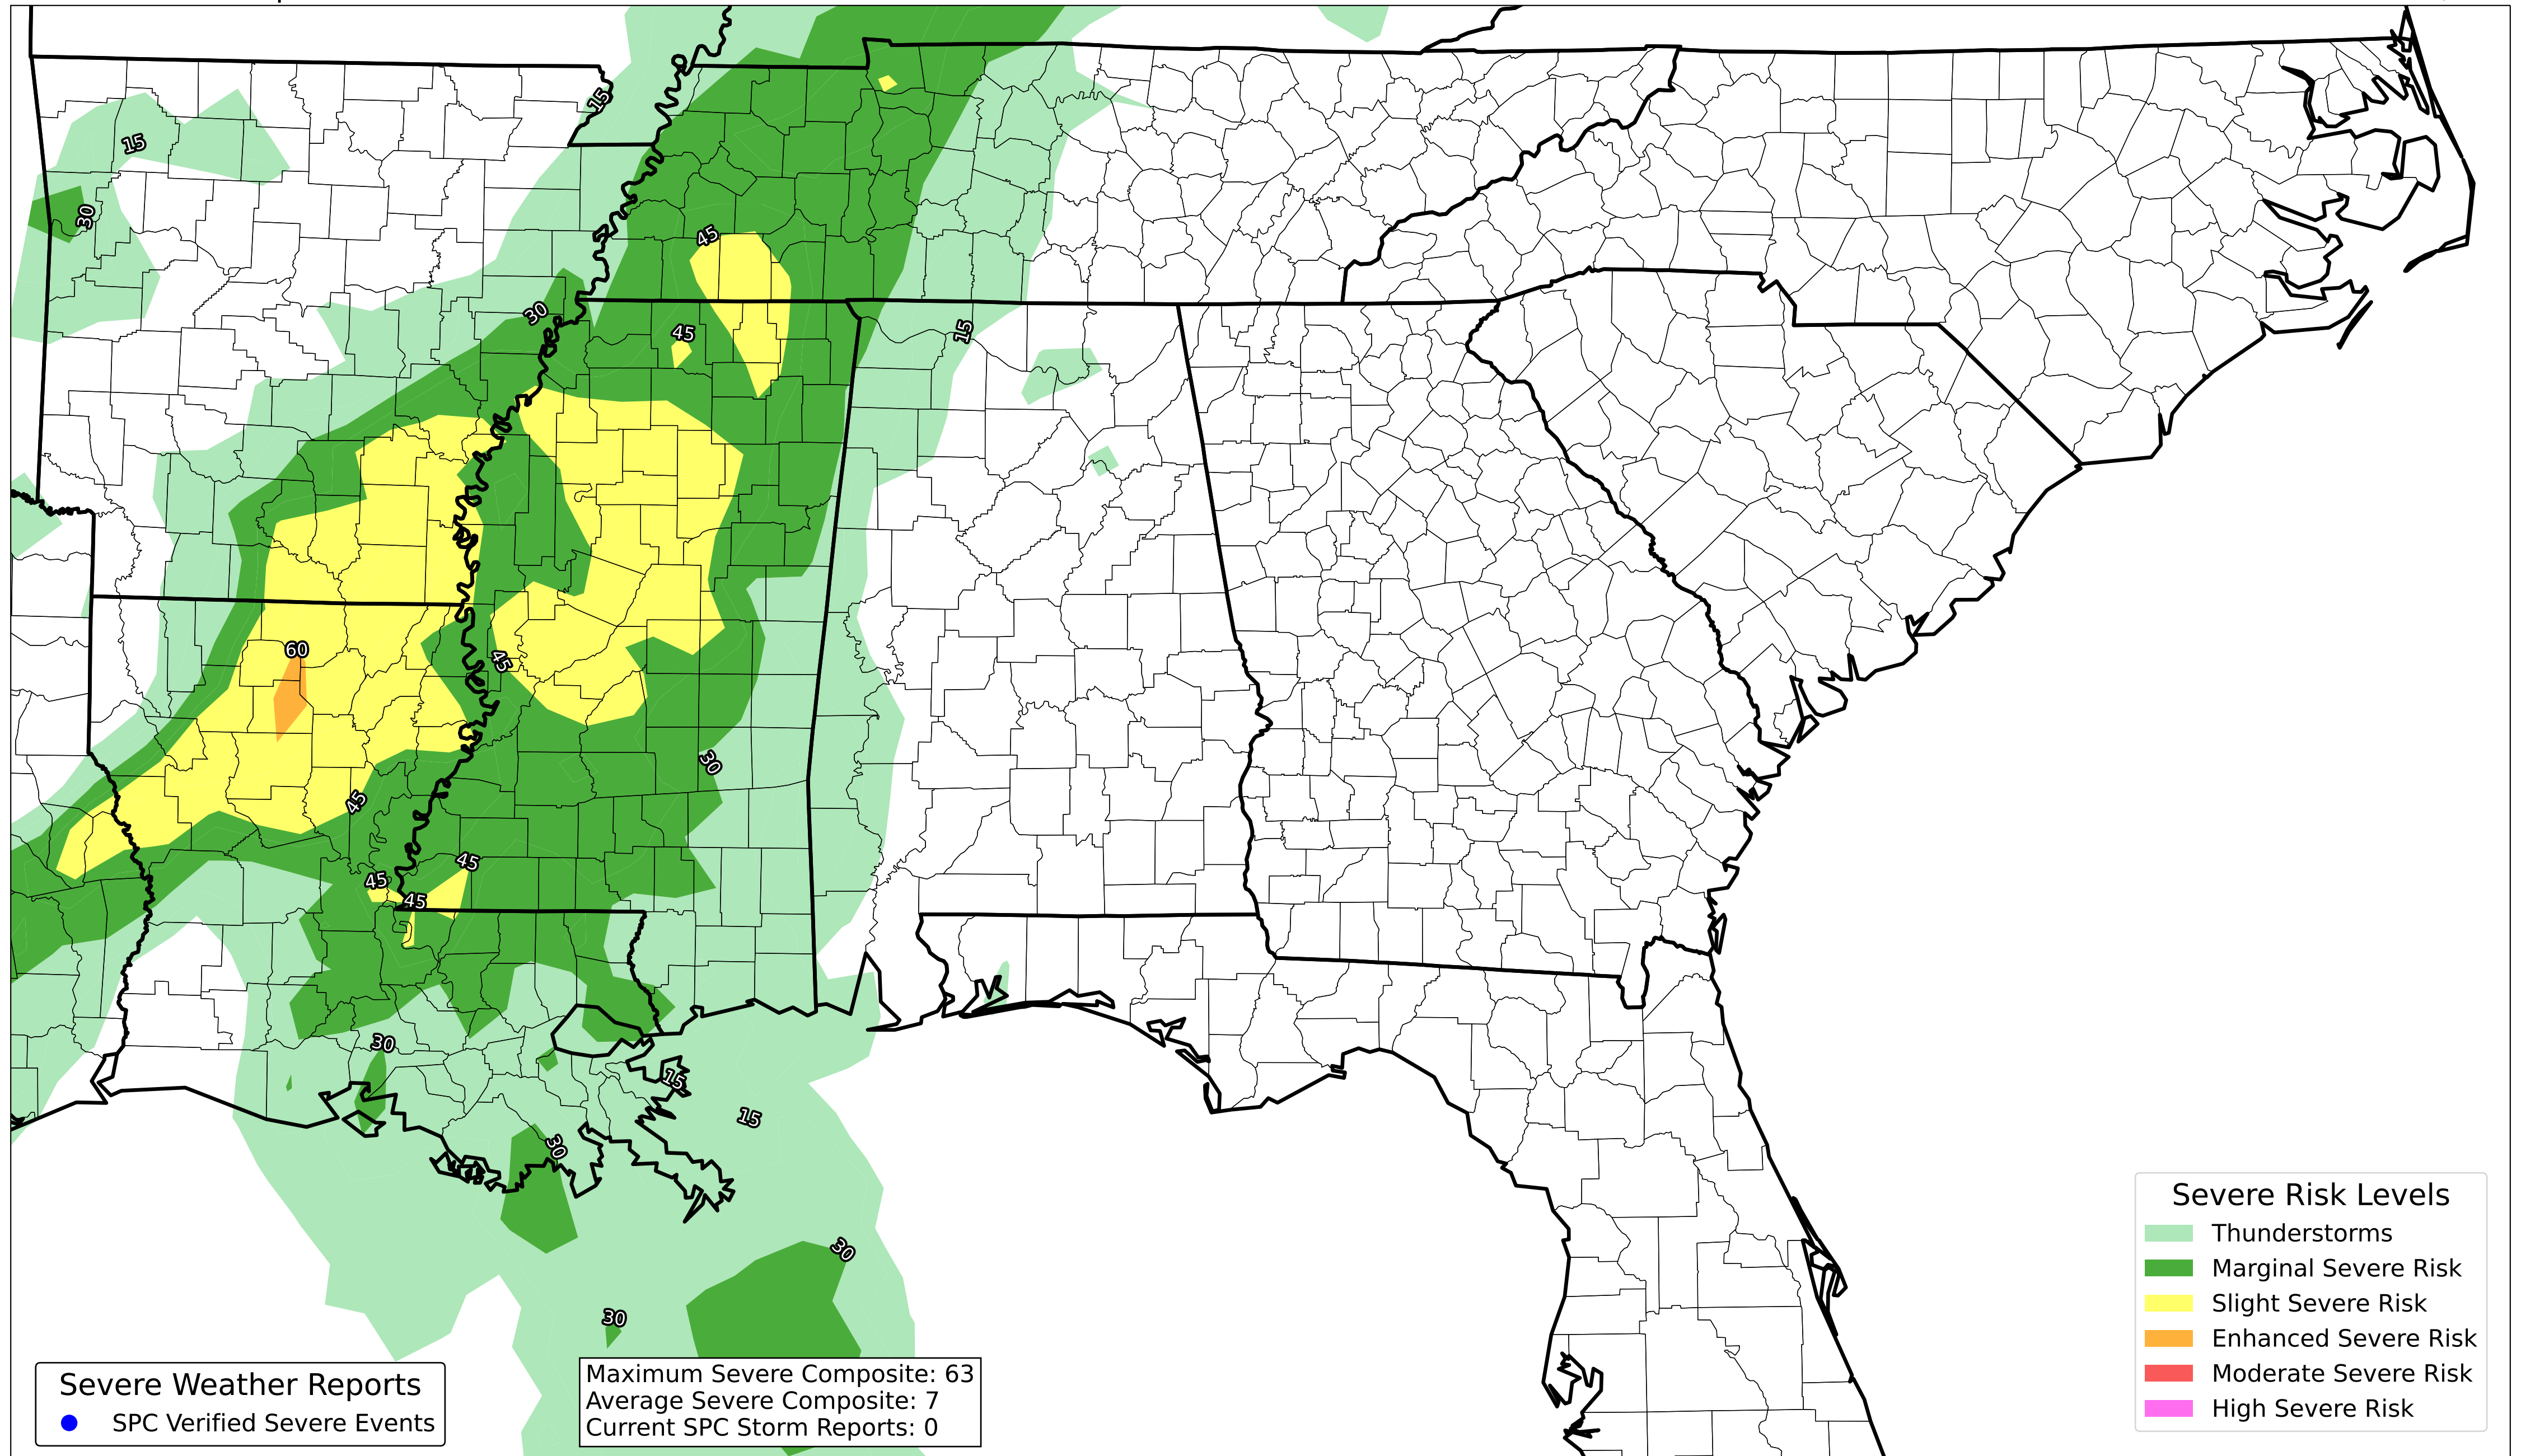 15
15
30
45
30
45
15
60
45
30
45
45
45
45
30
15
15
30
30
30
Severe Risk Levels
Thunderstorms
Marginal Severe Risk
Slight Severe Risk
Enhanced Severe Risk
Moderate Severe Risk
High Severe Risk
Severe Weather Reports
SPC Verified Severe Events
Maximum Severe Composite: 63
Average Severe Composite: 7
Current SPC Storm Reports: 0